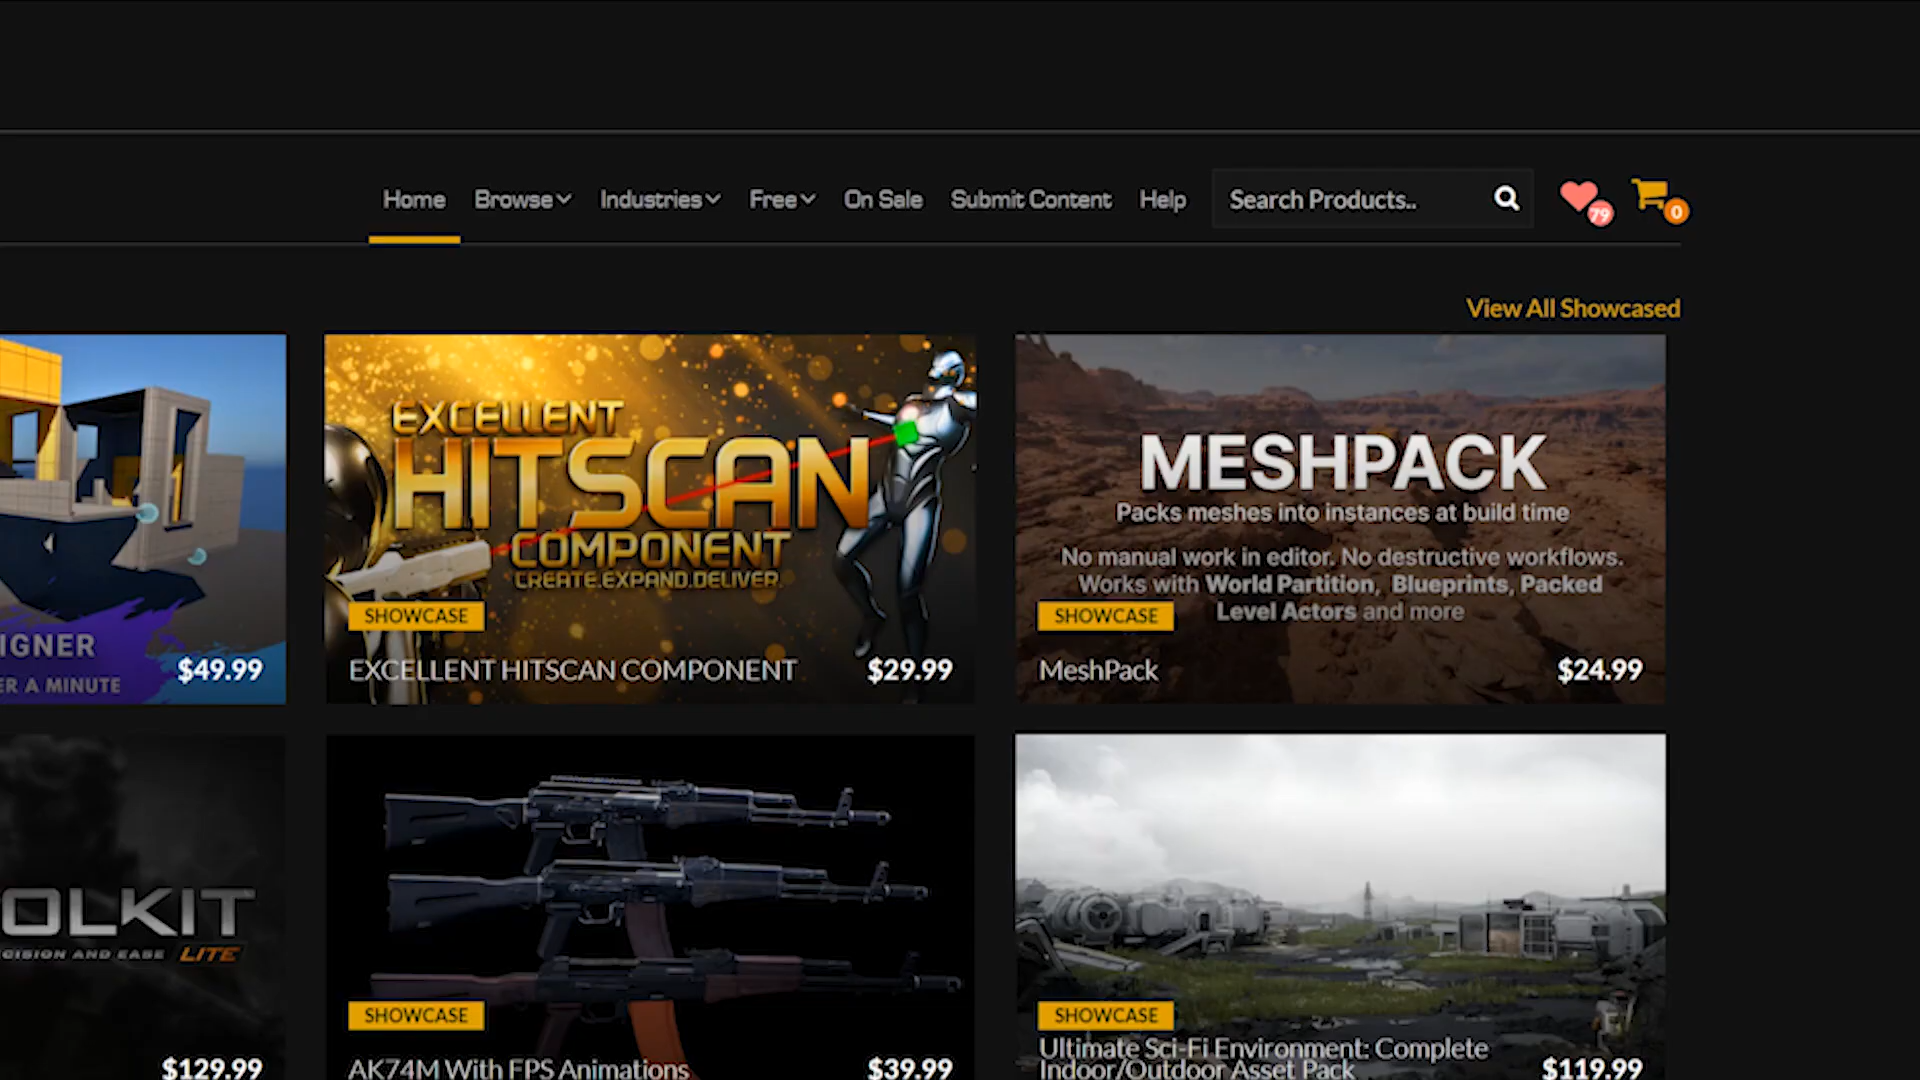 Home Browse Industries Free On Sale Submit Content Help Search Products.. 79 0
View All Showcased
IGNER
ER A MINUTE
$49.99
EXCELLENT
HITSCAN
COMPONENT
CREATE.EXPAND.DELIVER.
SHOWCASE
EXCELLENT HITSCAN COMPONENT $29.99
MESHPACK
Packs meshes into instances at build time
No manual work in editor. No destructive workflows.
Works with World Partition, Blueprints, Packed
Level Actors and more
SHOWCASE
MeshPack $24.99
OLKIT
CISION AND EASE LITE
$129.99
SHOWCASE
AK74M With FPS Animations $39.99
SHOWCASE
Ultimate Sci-Fi Environment: Complete
Indoor/Outdoor Asset Pack $119.99